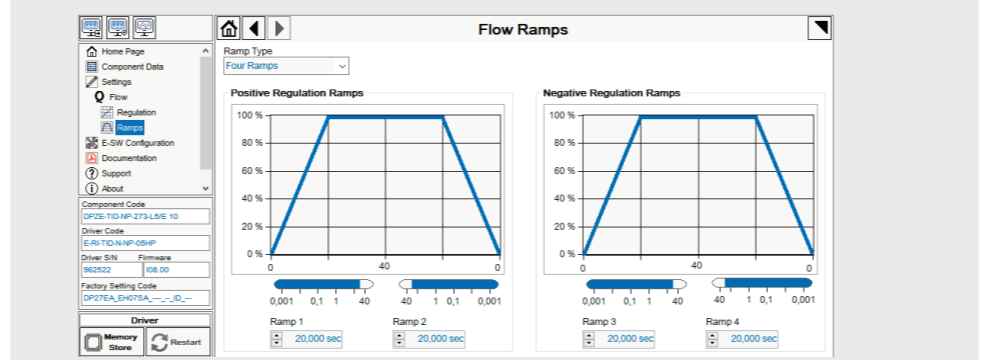 Flow Ramps
Home Page
Component Data
Settings
Q Flow
Regulation
Ramps
E-SW Configuration
Documentation
? Support
i About
Component Code
DPZE-TID-NP-273-L5/E 10
Driver Code
E-RI-TID-N-NP-05HP
Driver S/N Firmware
962522 I08.00
Factory Setting Code
DP27EA_EH07SA_---_--_ID_---
Driver
Memory Store
Restart
Ramp Type
Four Ramps
Positive Regulation Ramps
100 %
80 %
60 %
40 %
20 %
0 %
0 40 0
0,001 0,1 1 40
40 1 0,1 0,001
Ramp 1 Ramp 2
20,000 sec 20,000 sec
Negative Regulation Ramps
100 %
80 %
60 %
40 %
20 %
0 %
0 40 0
0,001 0,1 1 40
40 1 0,1 0,001
Ramp 3 Ramp 4
20,000 sec 20,000 sec